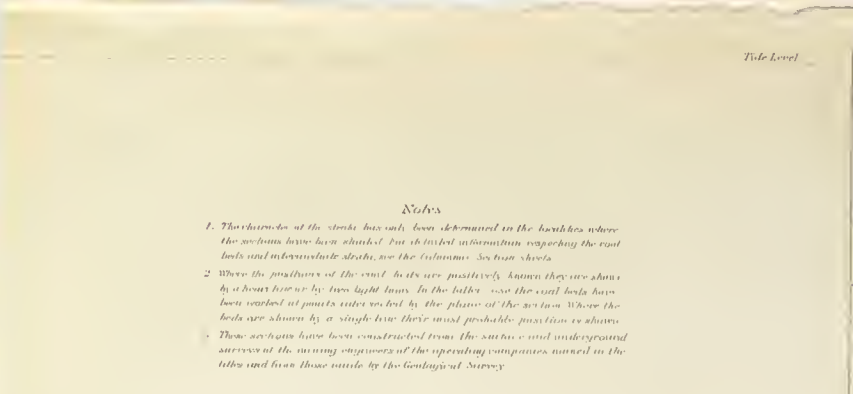 Tide Level
Notes
1. The character of the strata has only been determined in the localities where
the sections have been shaded. For detailed information respecting the coal
beds and intermediate strata, see the Columnar Section sheets
2 Where the positions of the coal beds are positively known they are shown
by a heavy line or by two light lines. In the latter case the coal beds have
been worked at points intersected by the plane of the section. Where the
beds are shown by a single line their most probable position is shown
These sections have been constructed from the surface and underground
surveys of the mining engineers of the operating companies named in the
titles and from those made by the Geological Survey